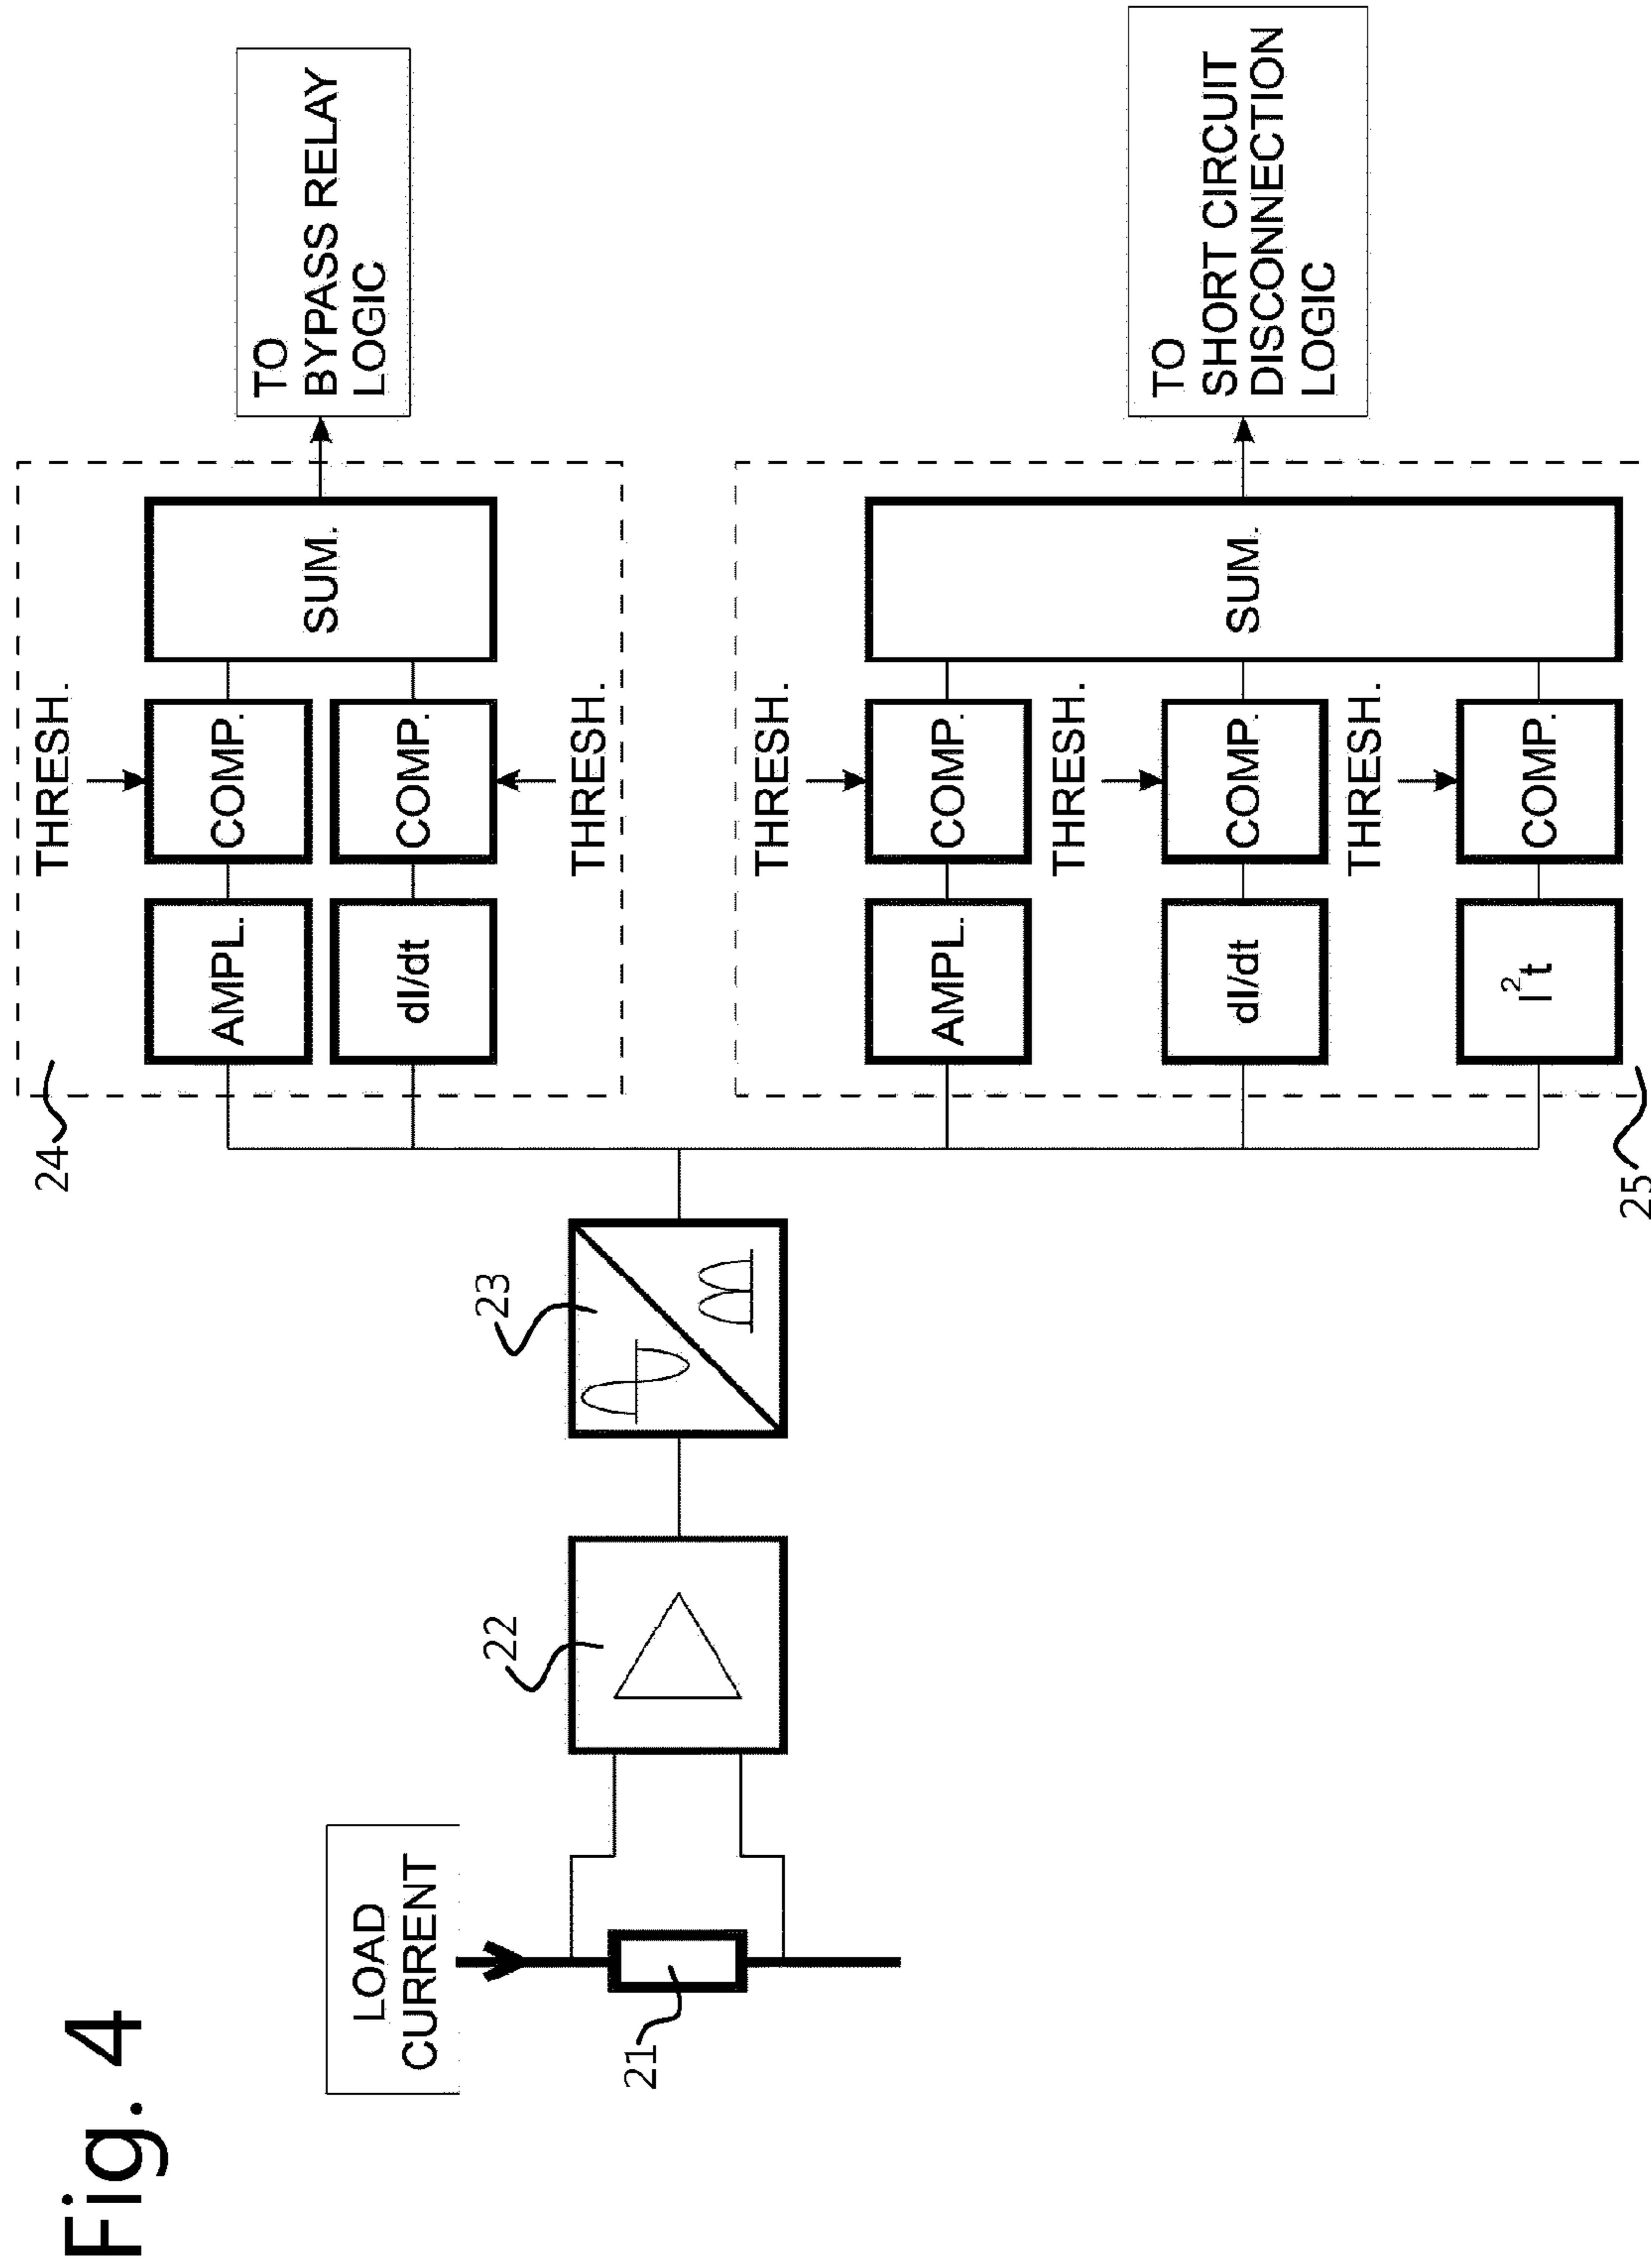 Fig. 4
LOAD
CURRENT
21
22
23
24
THRESH.
AMPL.
COMP.
SUM.
dI/dt
COMP.
THRESH.
TO
BYPASS RELAY
LOGIC
25
THRESH.
AMPL.
COMP.
THRESH.
dI/dt
COMP.
SUM.
THRESH.
I²t
COMP.
TO
SHORT CIRCUIT
DISCONNECTION
LOGIC